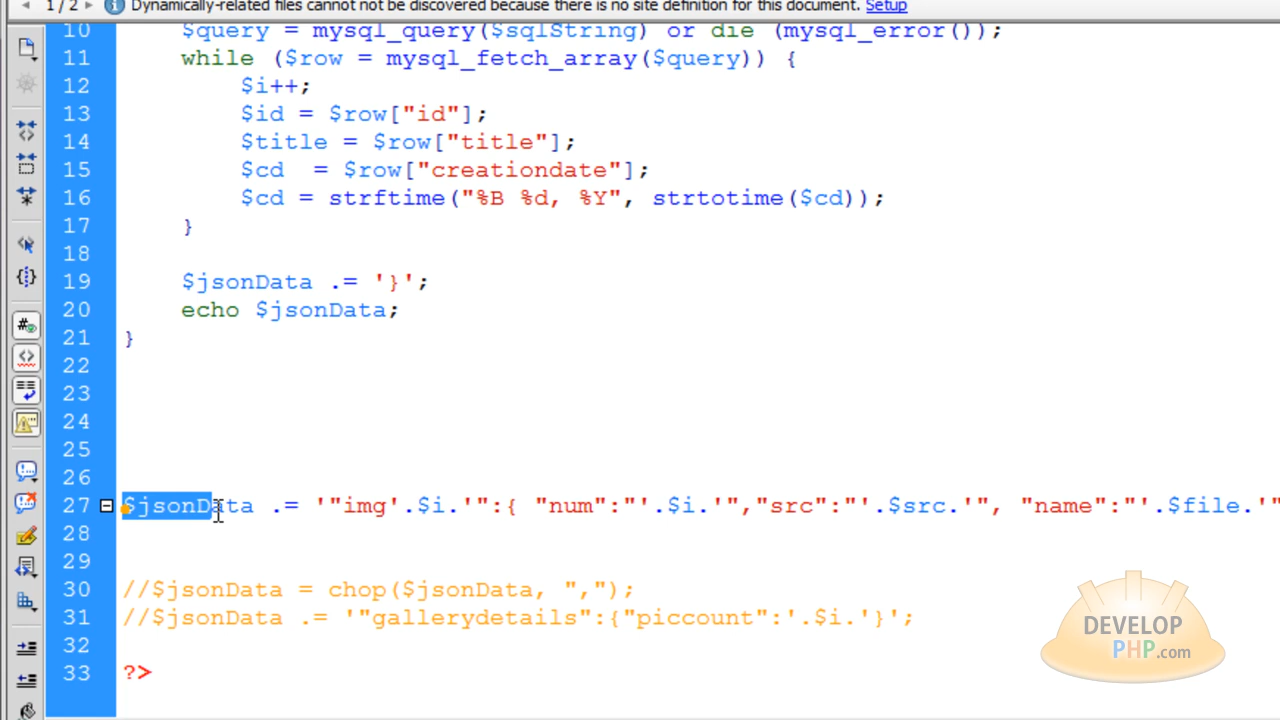 1 / 2 Dynamically-related files cannot not be discovered because there is no site definition for this document. Setup
10 $query = mysql_query($sqlString) or die (mysql_error());
11 while ($row = mysql_fetch_array($query)) {
12 $i++;
13 $id = $row["id"];
14 $title = $row["title"];
15 $cd  = $row["creationdate"];
16 $cd = strftime("%B %d, %Y", strtotime($cd));
17 }
18
19 $jsonData .= '}';
20 echo $jsonData;
21 }
22
23
24
25
26
27 $jsonData .= '"img'.$i.'":{ "num":"'.$i.'","src":"'.$src.'", "name":"'.$file.'"
28
29
30 //$jsonData = chop($jsonData, ",");
31 //$jsonData .= '"gallerydetails":{"piccount":'.$i.'}';
32
33 ?>
DEVELOP
PHP.com